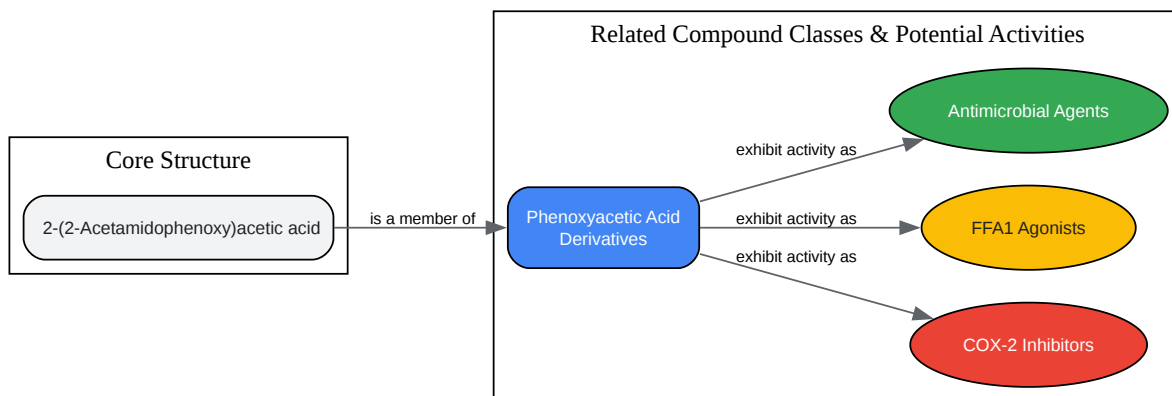 Related Compound Classes & Potential Activities
Core Structure
2-(2-Acetamidophenoxy)acetic acid
is a member of
Phenoxyacetic Acid
Derivatives
exhibit activity as
Antimicrobial Agents
exhibit activity as
FFA1 Agonists
exhibit activity as
COX-2 Inhibitors